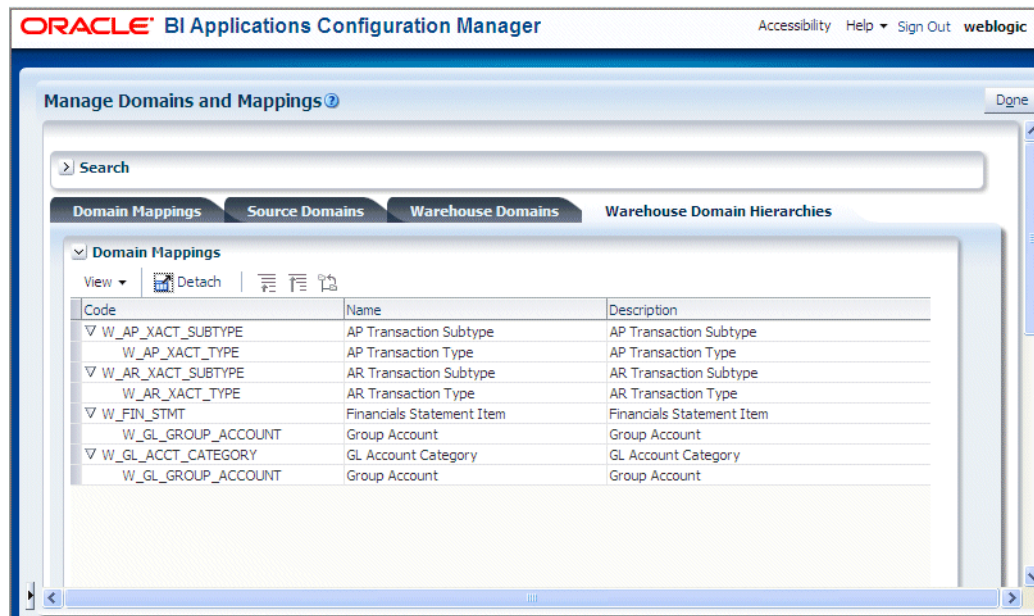 ORACLE BI Applications Configuration Manager Accessibility Help Sign Out weblogic
Manage Domains and Mappings Done
Search
Domain Mappings Source Domains Warehouse Domains Warehouse Domain Hierarchies
Domain Mappings
View Detach
Code Name Description
W_AP_XACT_SUBTYPE AP Transaction Subtype AP Transaction Subtype
W_AP_XACT_TYPE AP Transaction Type AP Transaction Type
W_AR_XACT_SUBTYPE AR Transaction Subtype AR Transaction Subtype
W_AR_XACT_TYPE AR Transaction Type AR Transaction Type
W_FIN_STMT Financials Statement Item Financials Statement Item
W_GL_GROUP_ACCOUNT Group Account Group Account
W_GL_ACCT_CATEGORY GL Account Category GL Account Category
W_GL_GROUP_ACCOUNT Group Account Group Account